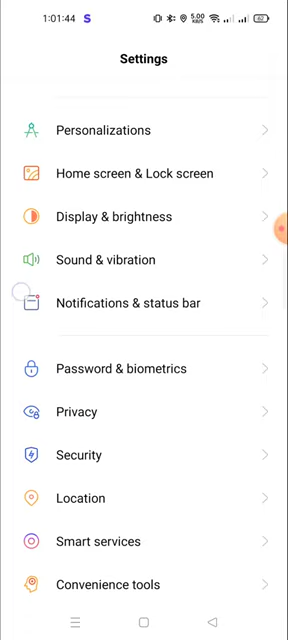 1:01:44 S 5.00 KB/S 62
Settings
Personalizations
Home screen & Lock screen
Display & brightness
Sound & vibration
Notifications & status bar
Password & biometrics
Privacy
Security
Location
Smart services
Convenience tools